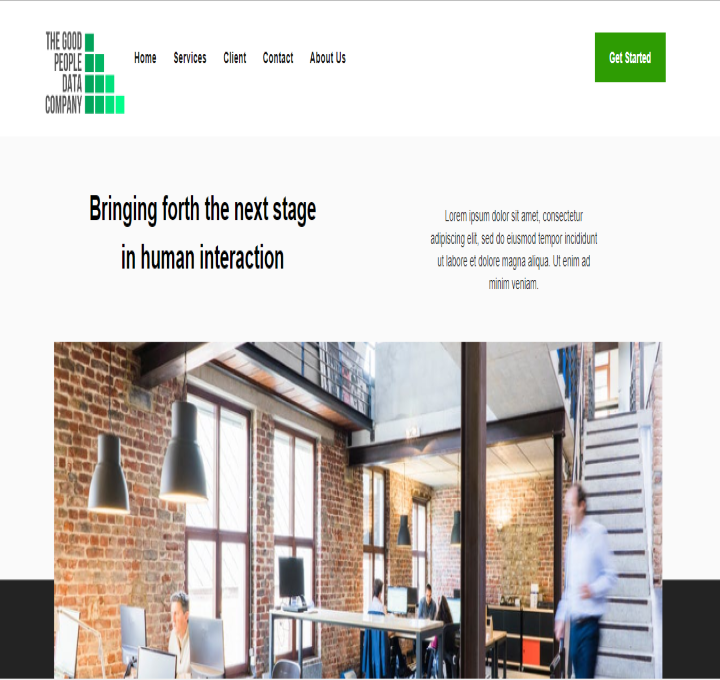 THE GOOD
PEOPLE
DATA
COMPANY
Home Services Client Contact About Us
Get Started
Bringing forth the next stage
in human interaction
Lorem ipsum dolor sit amet, consectetur
adipiscing elit, sed do eiusmod tempor incididunt
ut labore et dolore magna aliqua. Ut enim ad
minim veniam.